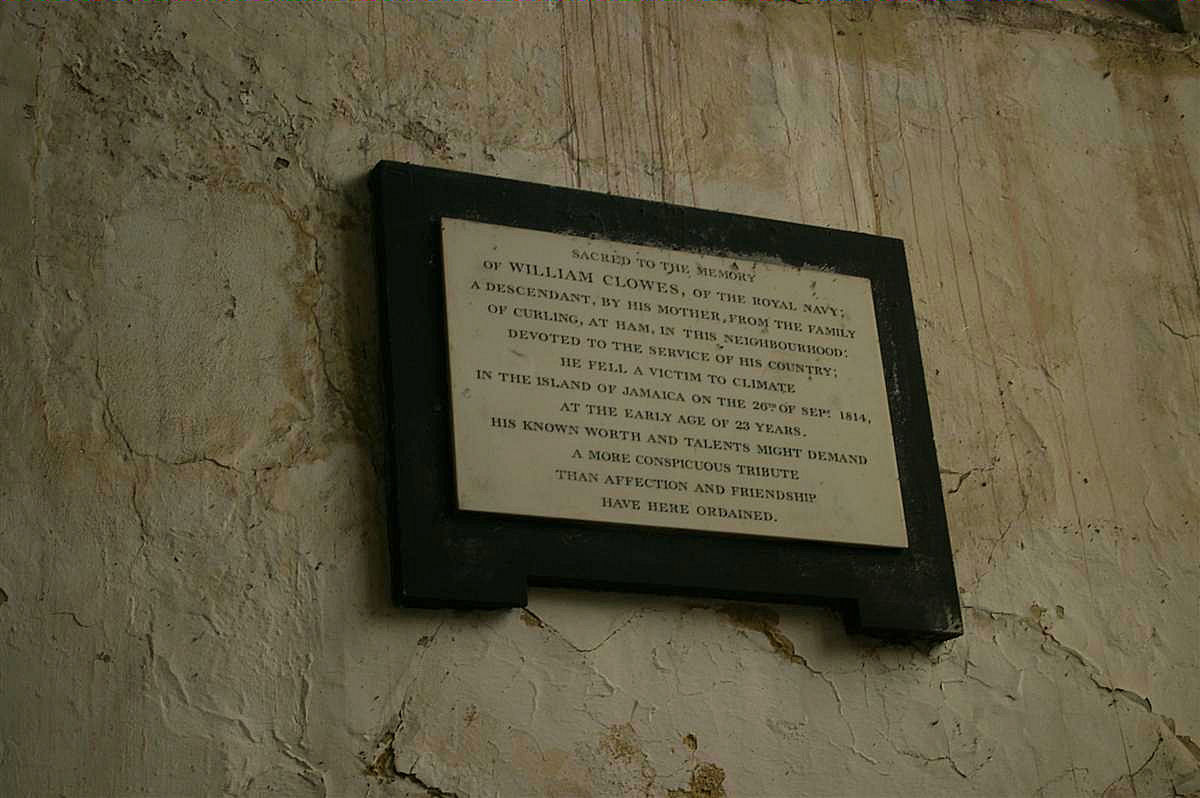 SACRED TO THE MEMORY
OF WILLIAM CLOWES, OF THE ROYAL NAVY;
A DESCENDANT, BY HIS MOTHER, FROM THE FAMILY
OF CURLING, AT HAM, IN THIS NEIGHBOURHOOD:
DEVOTED TO THE SERVICE OF HIS COUNTRY;
HE FELL A VICTIM TO CLIMATE
IN THE ISLAND OF JAMAICA ON THE 26TH OF SEPT. 1814,
AT THE EARLY AGE OF 23 YEARS.
HIS KNOWN WORTH AND TALENTS MIGHT DEMAND
A MORE CONSPICUOUS TRIBUTE
THAN AFFECTION AND FRIENDSHIP
HAVE HERE ORDAINED.